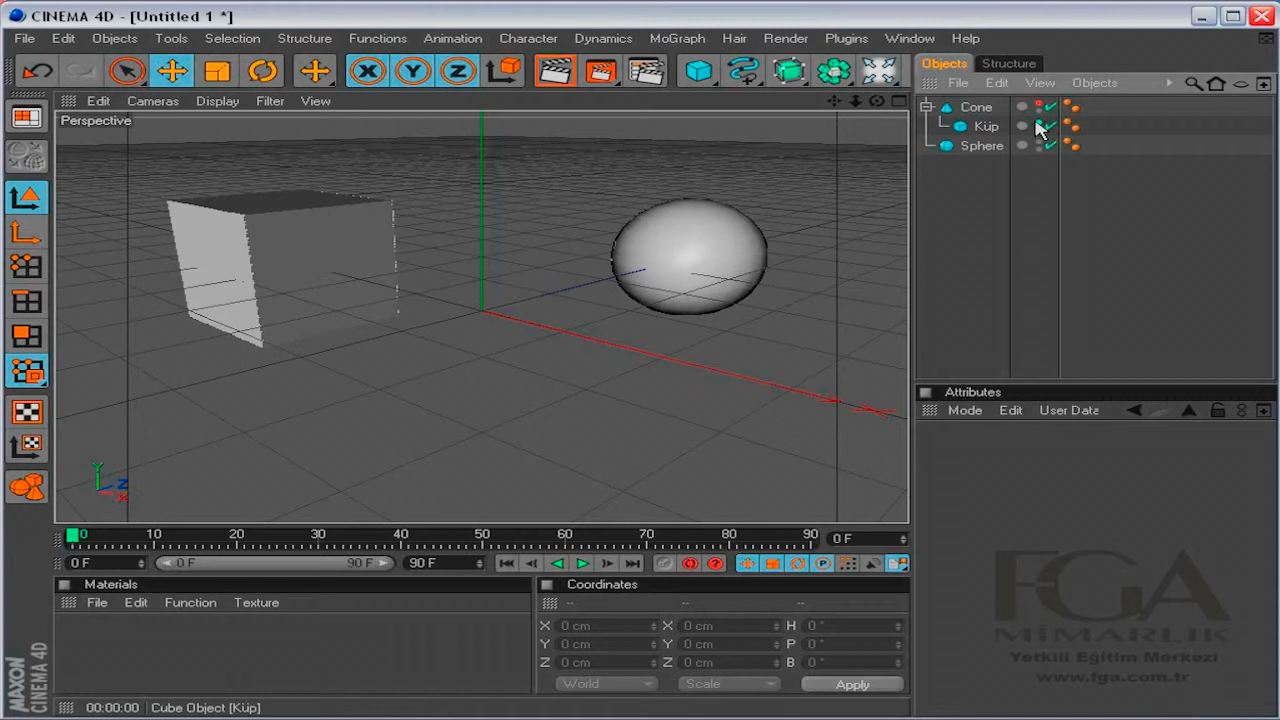 CINEMA 4D - [Untitled 1 *]
File Edit Objects Tools Selection Structure Functions Animation Character Dynamics MoGraph Hair Render Plugins Window Help
X Y Z
Objects Structure
File Edit View Objects
Edit Cameras Display Filter View
Perspective
Cone
Küp
Sphere
Y
Z
X
Attributes
Mode Edit User Data
0 10 20 30 40 50 60 70 80 90 0 F
0 F 0 F 90 F 90 F
Materials
File Edit Function Texture
Coordinates
-- -- --
X 0 cm X 0 cm H 0 °
Y 0 cm Y 0 cm P 0 °
Z 0 cm Z 0 cm B 0 °
World Scale Apply
FGA
MİMARLIK
Yetkili Eğitim Merkezi
www.fga.com.tr
MAXON
CINEMA 4D
00:00:00 Cube Object [Küp]